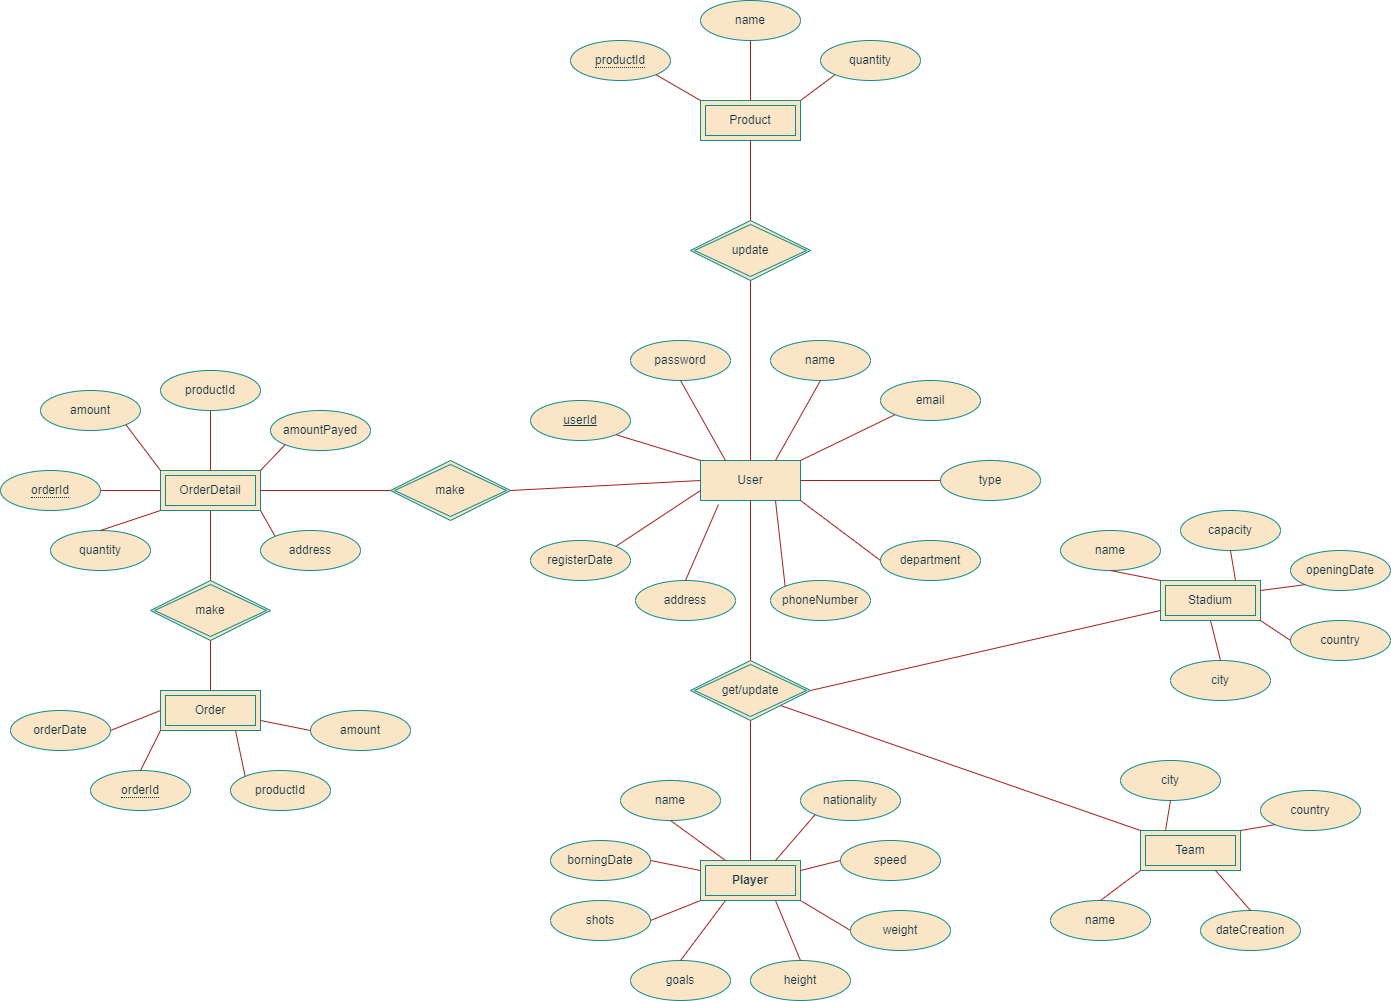 name
productId
quantity
Product
update
password
name
userId
email
User
type
registerDate
department
address
phoneNumber
productId
amount
amountPayed
orderId
OrderDetail
make
quantity
address
make
Order
orderDate
amount
orderId
productId
capacity
name
openingDate
Stadium
country
city
get/update
name
nationality
borningDate
speed
Player
shots
weight
goals
height
city
country
Team
name
dateCreation